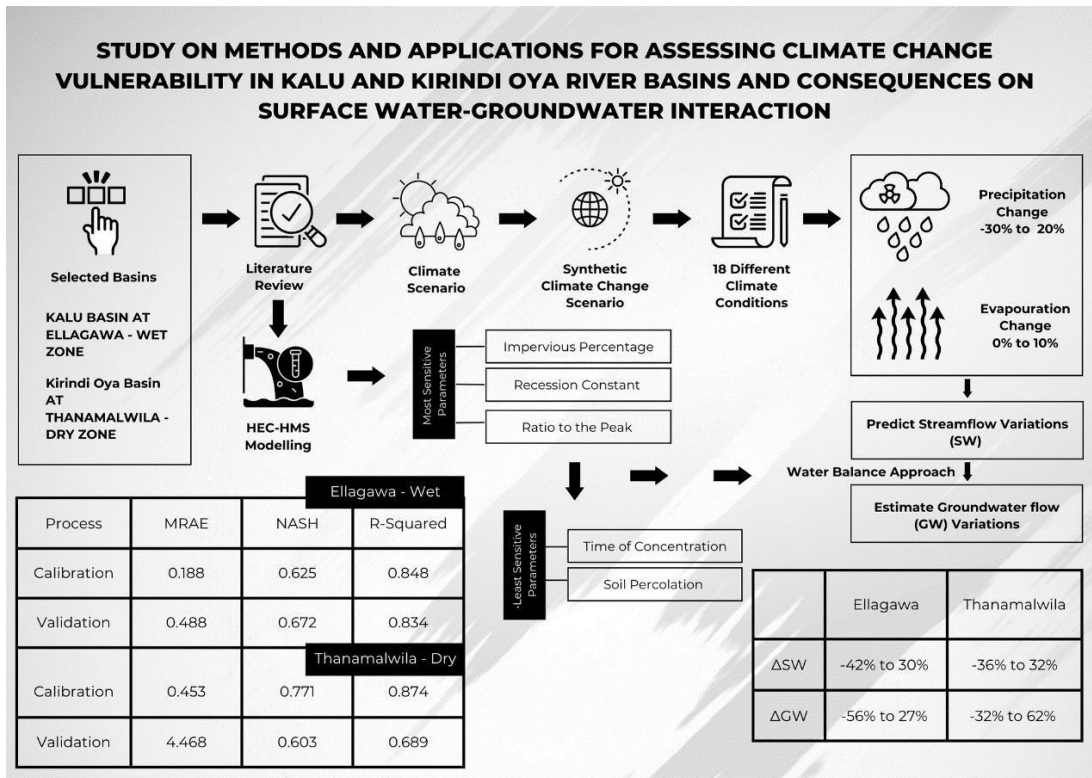 STUDY ON METHODS AND APPLICATIONS FOR ASSESSING CLIMATE CHANGE
VULNERABILITY IN KALU AND KIRINDI OYA RIVER BASINS AND CONSEQUENCES ON
SURFACE WATER-GROUNDWATER INTERACTION
Selected Basins
KALU BASIN AT
ELLAGAWA - WET
ZONE
Kirindi Oya Basin
AT
THANAMALWILA -
DRY ZONE
Literature
Review
Climate
Scenario
Synthetic
Climate Change
Scenario
18 Different
Climate
Conditions
Precipitation
Change
-30% to 20%
Evapouration
Change
0% to 10%
HEC-HMS
Modelling
Most Sensitive
Parameters
Impervious Percentage
Recession Constant
Ratio to the Peak
-Least Sensitive
Parameters
Time of Concentration
Soil Percolation
Predict Streamflow Variations
(SW)
Water Balance Approach
Estimate Groundwater flow
(GW) Variations
Ellagawa - Wet
Process MRAE NASH R-Squared
Calibration 0.188 0.625 0.848
Validation 0.488 0.672 0.834
Thanamalwila - Dry
Calibration 0.453 0.771 0.874
Validation 4.468 0.603 0.689
Ellagawa Thanamalwila
ΔSW -42% to 30% -36% to 32%
ΔGW -56% to 27% -32% to 62%